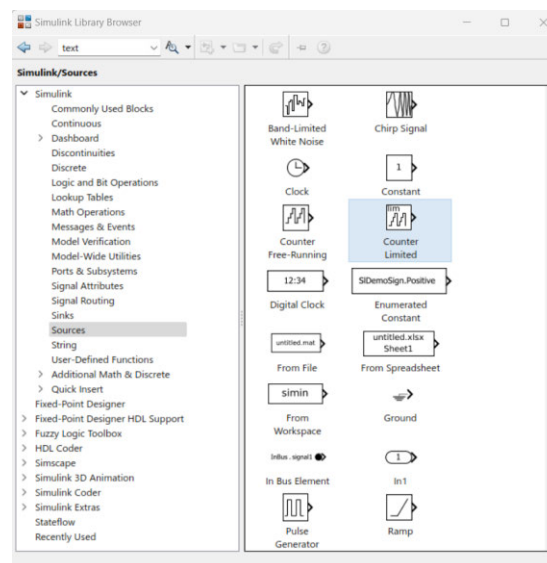 Simulink Library Browser
text
Simulink/Sources
Simulink
Commonly Used Blocks
Continuous
Dashboard
Discontinuities
Discrete
Logic and Bit Operations
Lookup Tables
Math Operations
Messages & Events
Model Verification
Model-Wide Utilities
Ports & Subsystems
Signal Attributes
Signal Routing
Sinks
Sources
String
User-Defined Functions
Additional Math & Discrete
Quick Insert
Fixed-Point Designer
Fixed-Point Designer HDL Support
Fuzzy Logic Toolbox
HDL Coder
Simscape
Simulink 3D Animation
Simulink Coder
Simulink Extras
Stateflow
Recently Used
Band-Limited
White Noise
Chirp Signal
Clock
1
Constant
Counter
Free-Running
lim
Counter
Limited
12:34
Digital Clock
SlDemoSign.Positive
Enumerated
Constant
untitled.mat
From File
untitled.xlsx
Sheet1
From Spreadsheet
simin
From
Workspace
Ground
InBus . signal1
In Bus Element
1
In1
Pulse
Generator
Ramp